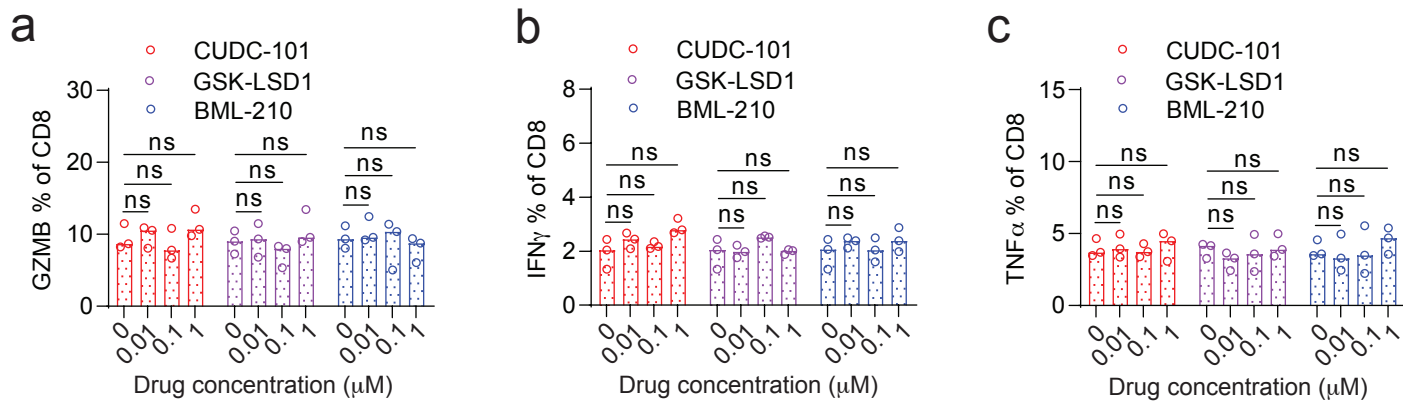 a
CUDC-101
GSK-LSD1
BML-210
GZMB % of CD8
30
20
10
0
ns
ns
ns
ns
ns
ns
ns
ns
ns
0
0.01
0.1
1
0
0.01
0.1
1
0
0.01
0.1
1
Drug concentration (μM)
b
CUDC-101
GSK-LSD1
BML-210
IFNγ % of CD8
8
6
4
2
0
ns
ns
ns
ns
ns
ns
ns
ns
ns
0
0.01
0.1
1
0
0.01
0.1
1
0
0.01
0.1
1
Drug concentration (μM)
c
CUDC-101
GSK-LSD1
BML-210
TNFα % of CD8
15
10
5
0
ns
ns
ns
ns
ns
ns
ns
ns
ns
0
0.01
0.1
1
0
0.01
0.1
1
0
0.01
0.1
1
Drug concentration (μM)